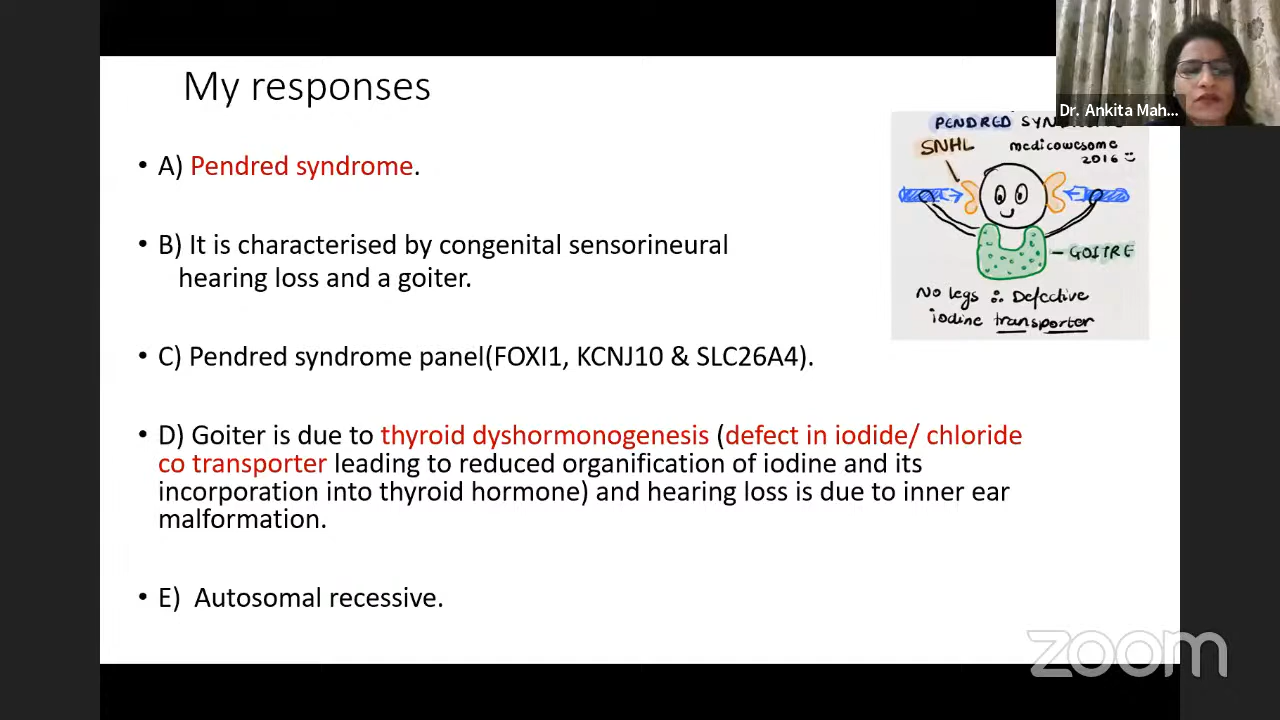 My responses
Dr. Ankita Mah...
PENDRED SYNDROME
SNHL
medicowesome
2016
• A) Pendred syndrome.
• B) It is characterised by congenital sensorineural
hearing loss and a goiter.
GOITRE
No legs ∴ Defective
iodine transporter
• C) Pendred syndrome panel(FOXI1, KCNJ10 & SLC26A4).
• D) Goiter is due to thyroid dyshormonogenesis (defect in iodide/ chloride
co transporter leading to reduced organification of iodine and its
incorporation into thyroid hormone) and hearing loss is due to inner ear
malformation.
• E) Autosomal recessive.
zoom